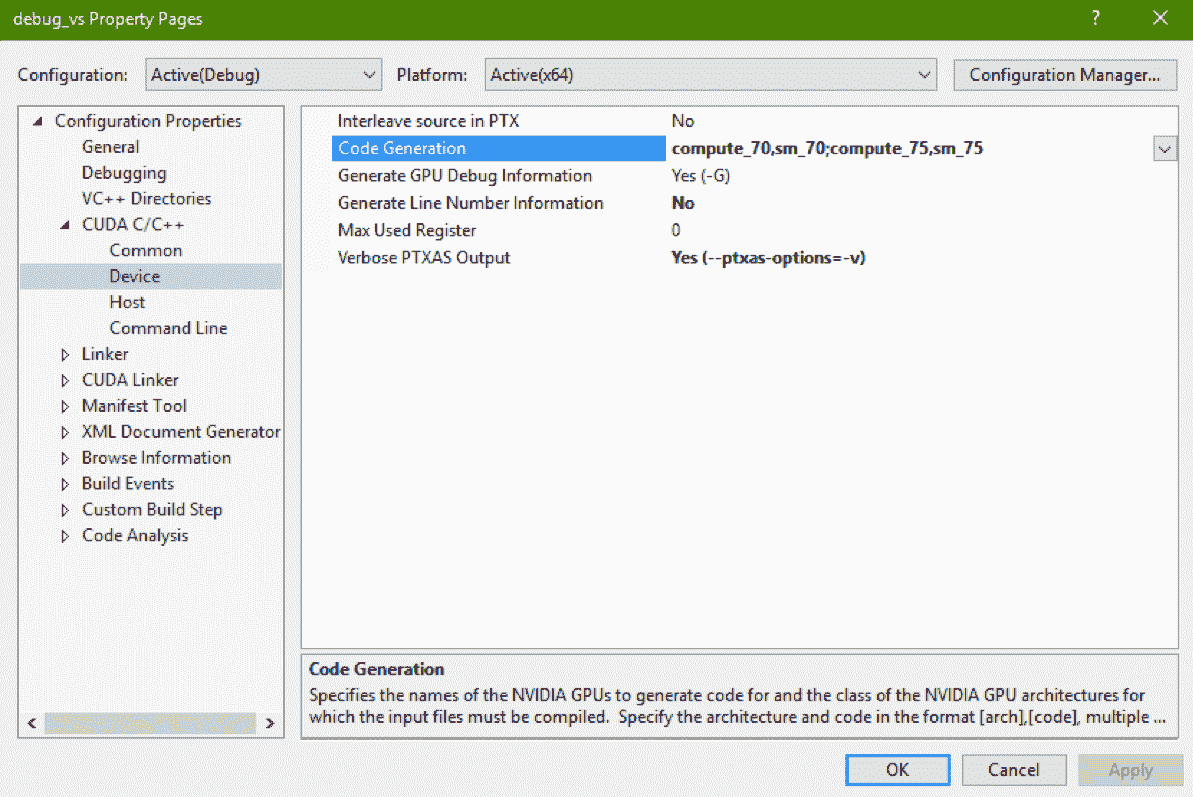 debug_vs Property Pages
?
Configuration: Active(Debug) Platform: Active(x64) Configuration Manager...
Configuration Properties
General
Debugging
VC++ Directories
CUDA C/C++
Common
Device
Host
Command Line
Linker
CUDA Linker
Manifest Tool
XML Document Generator
Browse Information
Build Events
Custom Build Step
Code Analysis
Interleave source in PTX No
Code Generation compute_70,sm_70;compute_75,sm_75
Generate GPU Debug Information Yes (-G)
Generate Line Number Information No
Max Used Register 0
Verbose PTXAS Output Yes (--ptxas-options=-v)
Code Generation
Specifies the names of the NVIDIA GPUs to generate code for and the class of the NVIDIA GPU architectures for
which the input files must be compiled.  Specify the architecture and code in the format [arch],[code], multiple ...
OK Cancel Apply